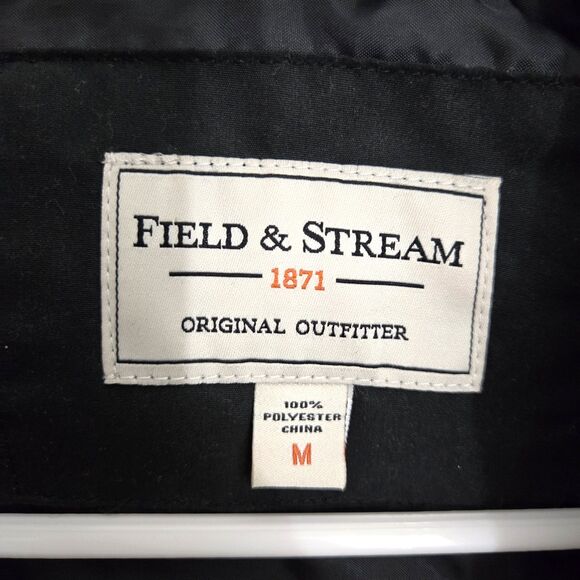 FIELD & STREAM
1871
ORIGINAL OUTFITTER
100%
POLYESTER
CHINA
M